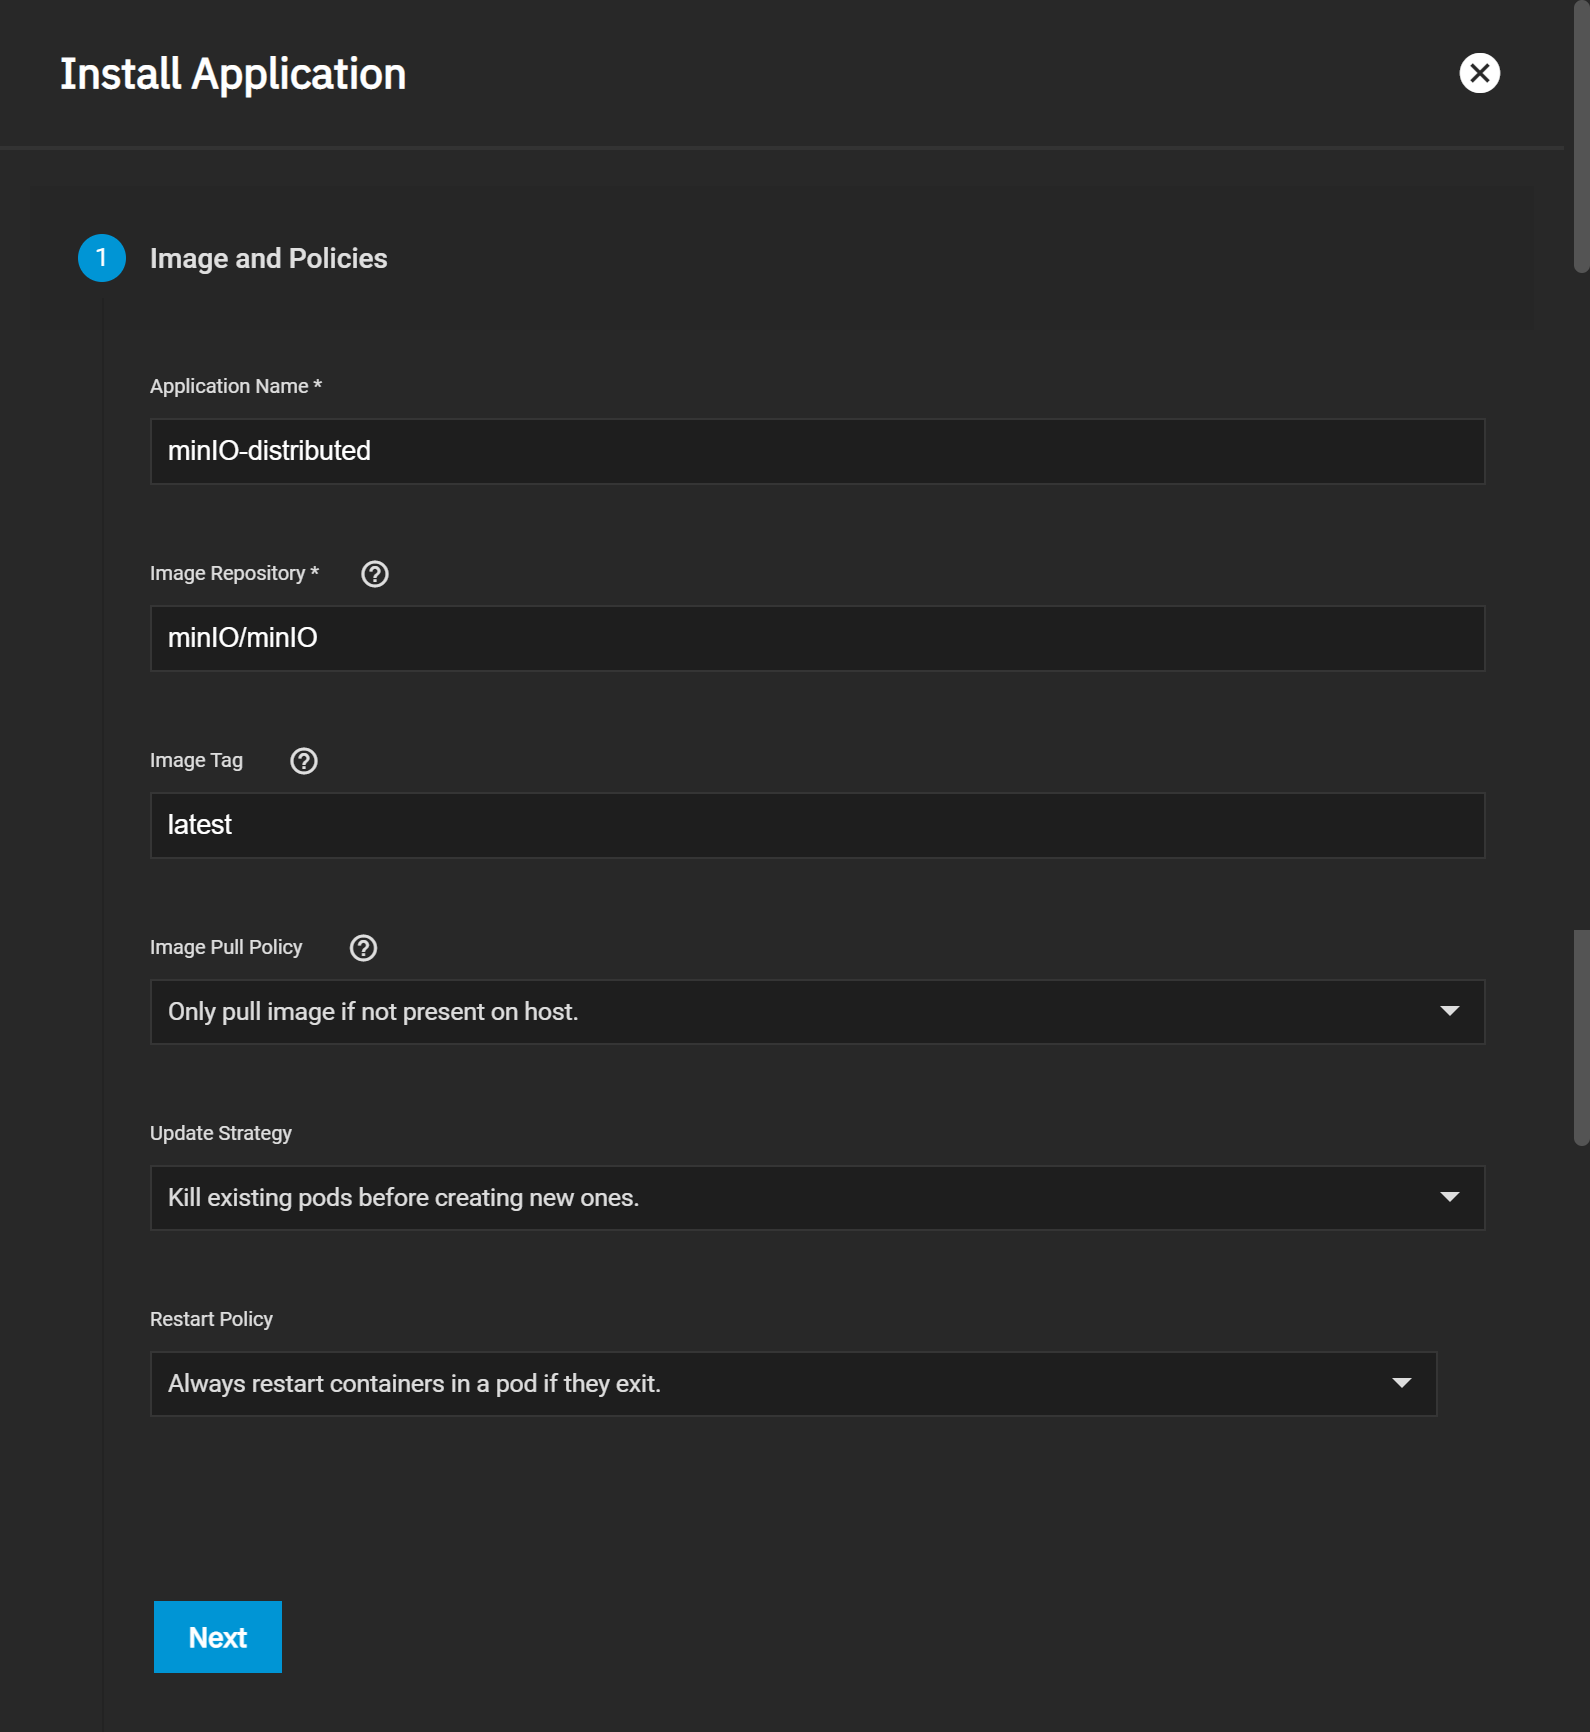 Install Application
1 Image and Policies
Application Name *
minIO-distributed
Image Repository *
minIO/minIO
Image Tag
latest
Image Pull Policy
Only pull image if not present on host.
Update Strategy
Kill existing pods before creating new ones.
Restart Policy
Always restart containers in a pod if they exit.
Next